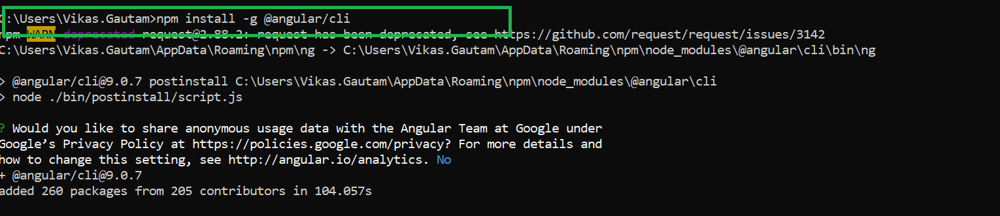 C:\Users\Vikas.Gautam>npm install -g @angular/cli
npm WARN deprecated request@2.88.2: request has been deprecated, see https://github.com/request/request/issues/3142
C:\Users\Vikas.Gautam\AppData\Roaming\npm\ng -> C:\Users\Vikas.Gautam\AppData\Roaming\npm\node_modules\@angular\cli\bin\ng
> @angular/cli@9.0.7 postinstall C:\Users\Vikas.Gautam\AppData\Roaming\npm\node_modules\@angular\cli
> node ./bin/postinstall/script.js
? Would you like to share anonymous usage data with the Angular Team at Google under
Google’s Privacy Policy at https://policies.google.com/privacy? For more details and
how to change this setting, see http://angular.io/analytics. No
+ @angular/cli@9.0.7
added 260 packages from 205 contributors in 104.057s